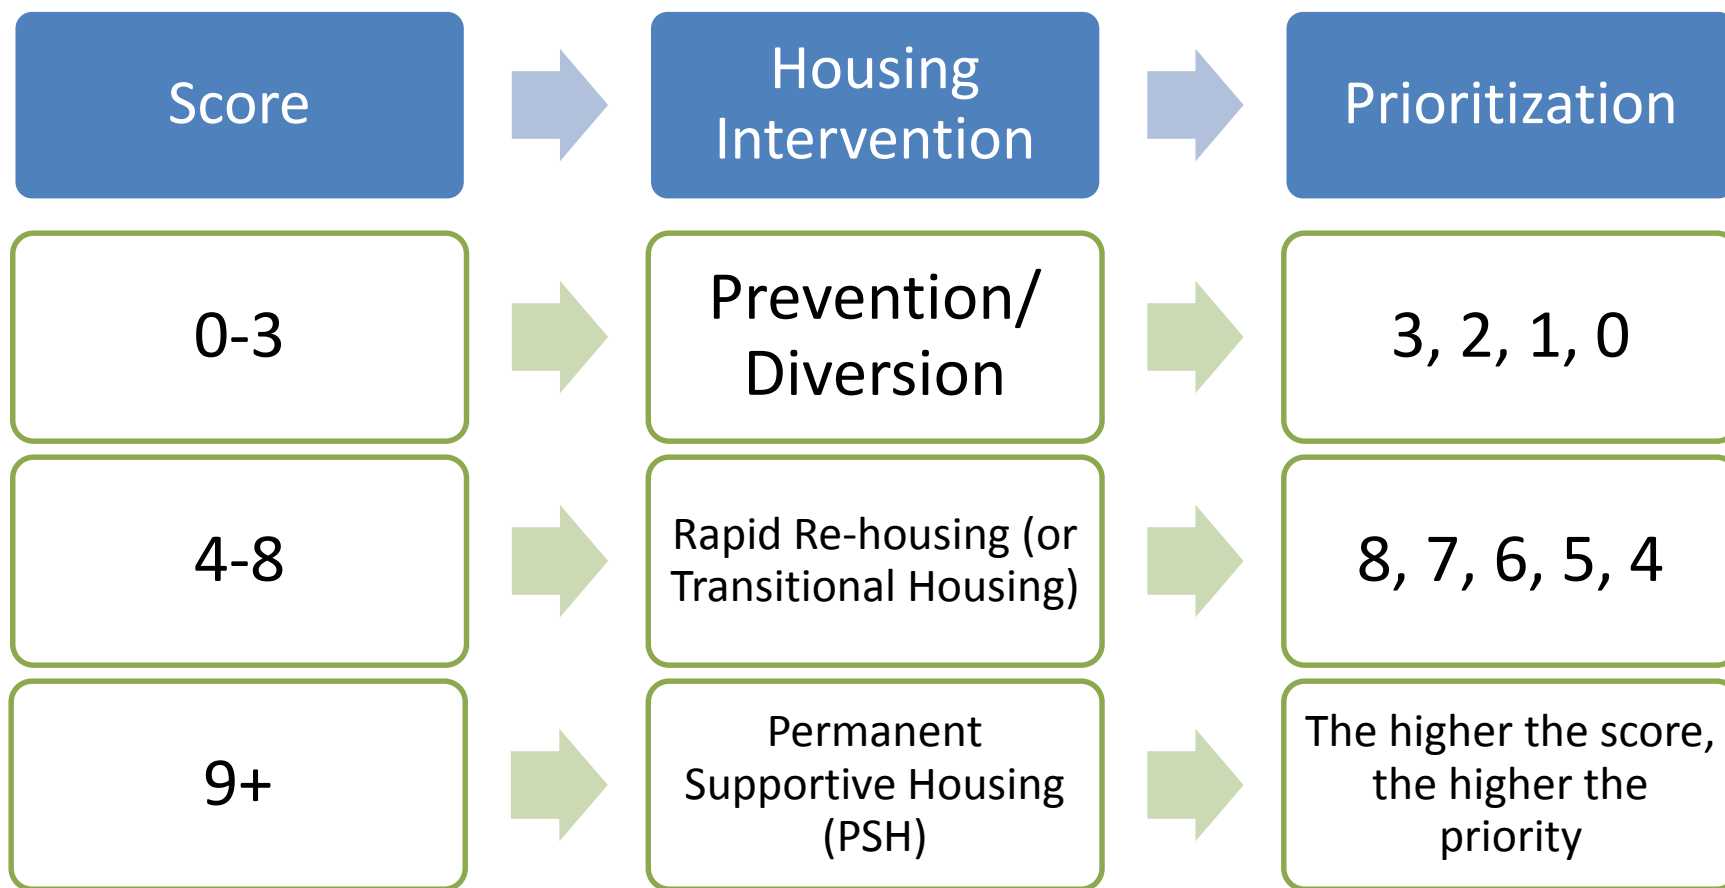 Score
Housing
Intervention
Prioritization
0-3
Prevention/
Diversion
3, 2, 1, 0
4-8
Rapid Re-housing (or
Transitional Housing)
8, 7, 6, 5, 4
9+
Permanent
Supportive Housing
(PSH)
The higher the score,
the higher the
priority